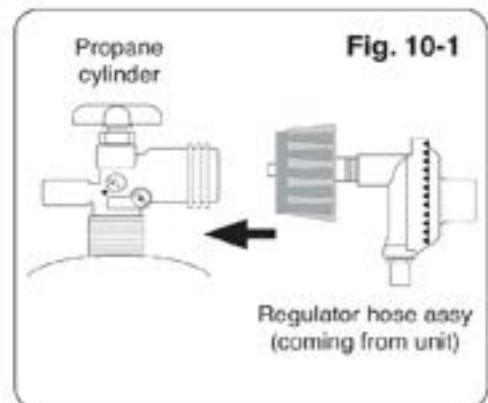 Propane
cylinder
Fig. 10-1
Regulator hose assy
(coming from unit)